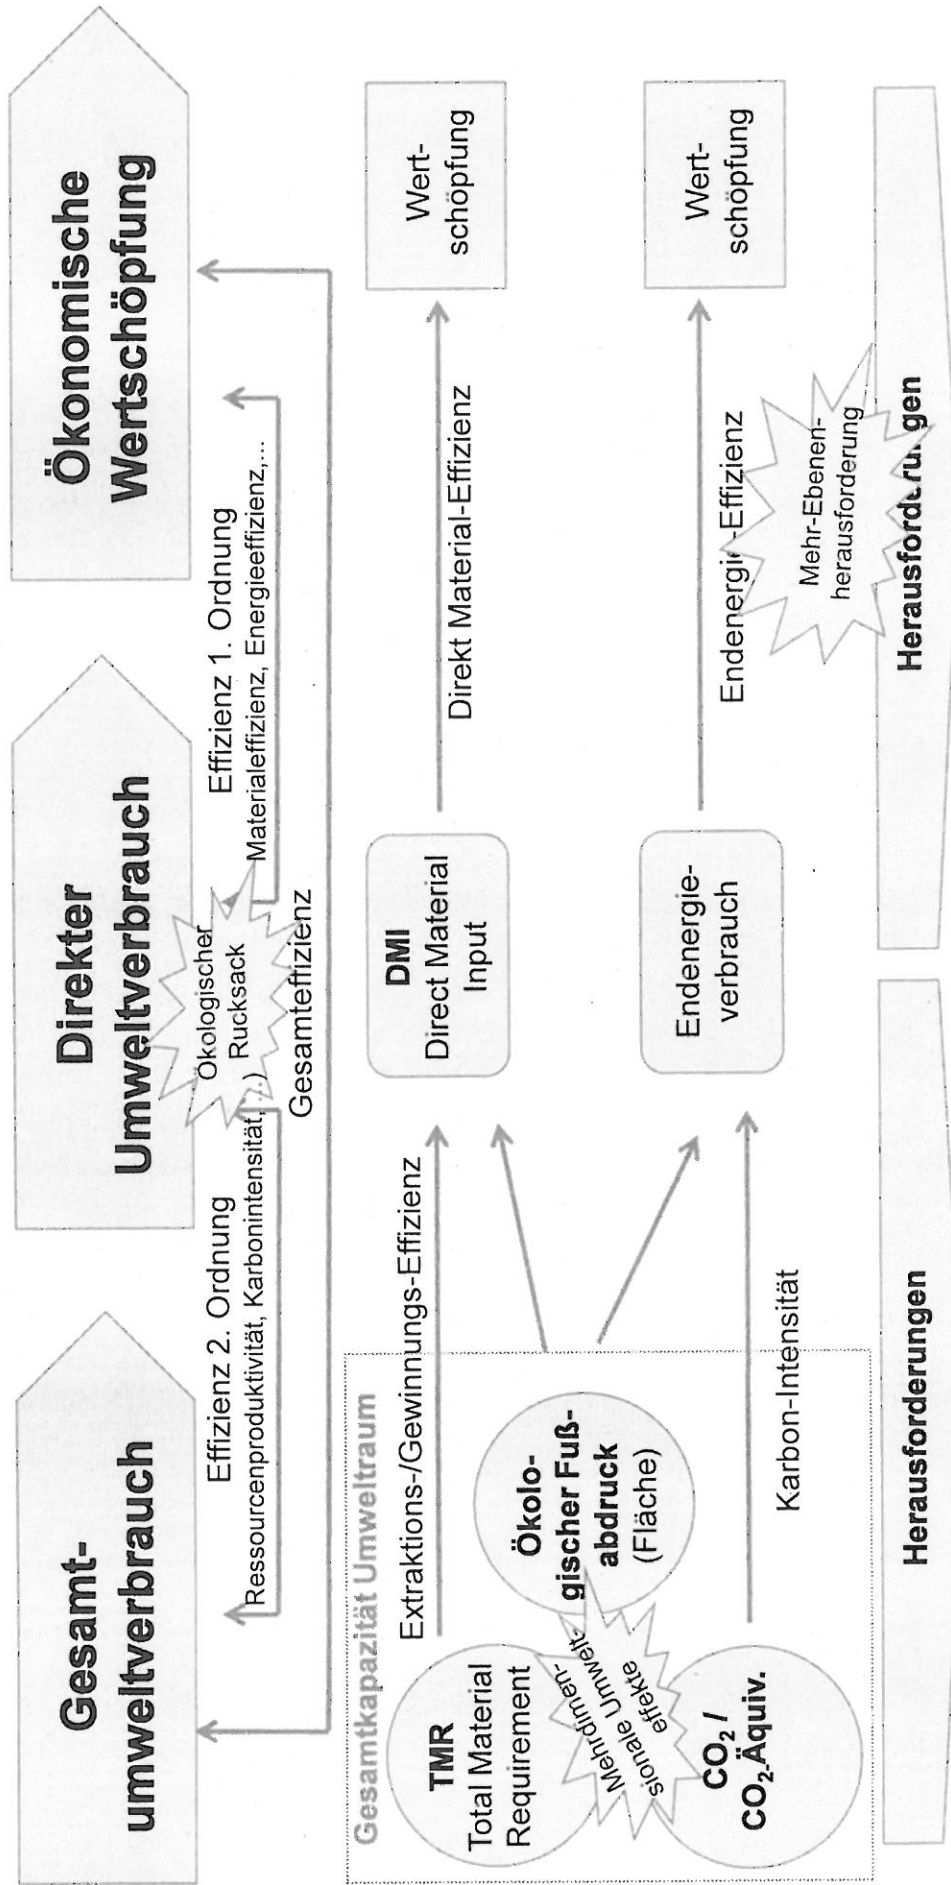 Gesamt-
umweltverbrauch
Direkter
Umweltverbrauch
Ökonomische
Wertschöpfung
Effizienz 2. Ordnung
Ressourcenproduktivität, Karbonintensität, ...)
Ökologischer
Rucksack
Effizienz 1. Ordnung
Materialeffizienz, Energieeffizienz,...
Gesamteffizienz
Gesamtkapazität Umweltraum
TMR
Total Material
Requirement
Extraktions-/Gewinnungs-Effizienz
DMI
Direct Material
Input
Direkt Material-Effizienz
Wert-
schöpfung
Ökolo-
gischer Fuß-
abdruck
(Fläche)
Mehrdimen-
sionale Umwelt-
effekte
CO₂ /
CO₂-Äquiv.
Karbon-Intensität
Endenergie-
verbrauch
Endenergie-Effizienz
Wert-
schöpfung
Mehr-Ebenen-
herausforderung
Herausforderungen
Herausforderungen